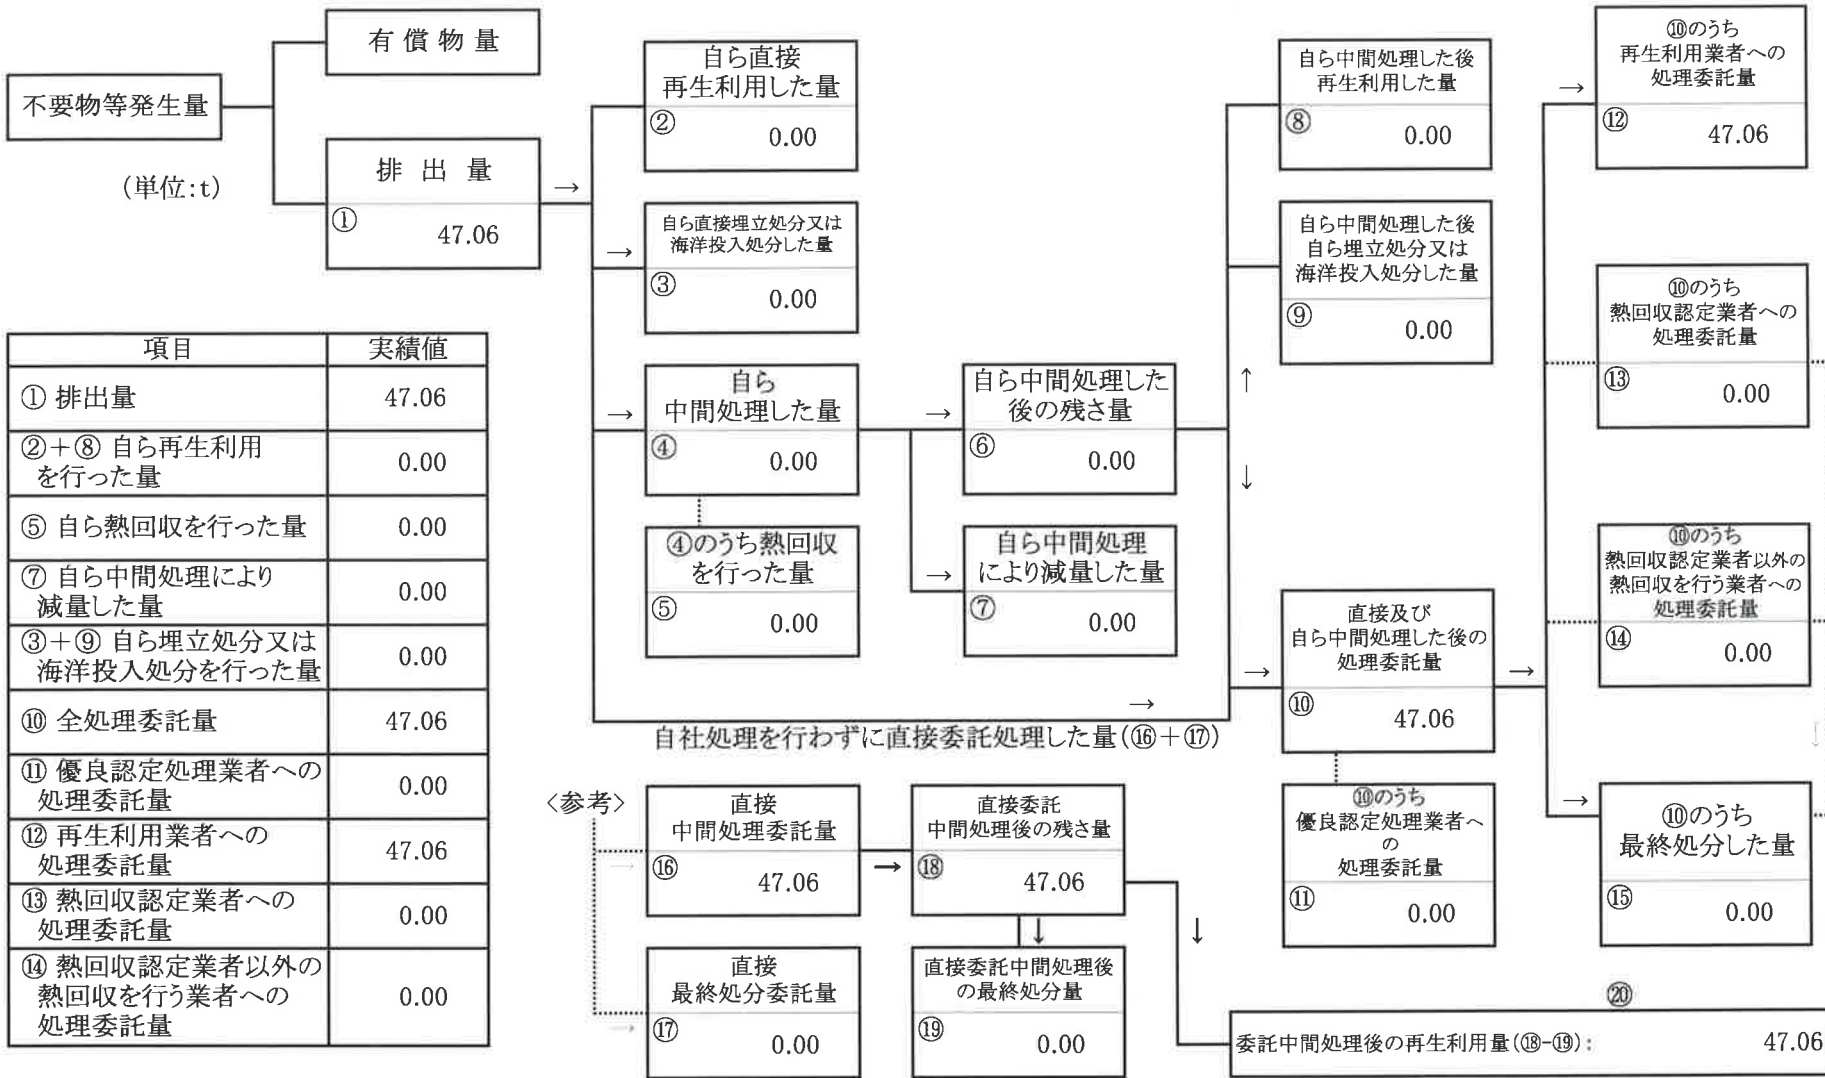 有償物量
不要物等発生量
(単位:t)
排出量
①
47.06
→
自ら直接
再生利用した量
②
0.00
→
自ら直接埋立処分又は
海洋投入処分した量
③
0.00
→
自ら
中間処理した量
④
0.00
④のうち熱回収
を行った量
⑤
0.00
→
自ら中間処理した
後の残さ量
⑥
0.00
→
自ら中間処理
により減量した量
⑦
0.00
自ら中間処理した後
再生利用した量
⑧
0.00
自ら中間処理した後
自ら埋立処分又は
海洋投入処分した量
⑨
0.00
↑
↓
→
自社処理を行わずに直接委託処理した量(⑯+⑰)
→
直接及び
自ら中間処理した後の
処理委託量
⑩
47.06
→
⑩のうち
優良認定処理業者へ
の
処理委託量
⑪
0.00
→
⑩のうち
再生利用業者への
処理委託量
⑫
47.06
⑩のうち
熱回収認定業者への
処理委託量
⑬
0.00
⑩のうち
熱回収認定業者以外の
熱回収を行う業者への
処理委託量
⑭
0.00
↓
→
⑩のうち
最終処分した量
⑮
0.00
項目 実績値
① 排出量 47.06
②+⑧ 自ら再生利用
を行った量 0.00
⑤ 自ら熱回収を行った量 0.00
⑦ 自ら中間処理により
減量した量 0.00
③+⑨ 自ら埋立処分又は
海洋投入処分を行った量 0.00
⑩ 全処理委託量 47.06
⑪ 優良認定処理業者への
処理委託量 0.00
⑫ 再生利用業者への
処理委託量 47.06
⑬ 熱回収認定業者への
処理委託量 0.00
⑭ 熱回収認定業者以外の
熱回収を行う業者への
処理委託量 0.00
<参考>
→
直接
中間処理委託量
⑯
47.06
→
直接委託
中間処理後の残さ量
⑱
47.06
↓
↓
→
直接
最終処分委託量
⑰
0.00
直接委託中間処理後
の最終処分量
⑲
0.00
⑳
委託中間処理後の再生利用量(⑱-⑲): 47.06